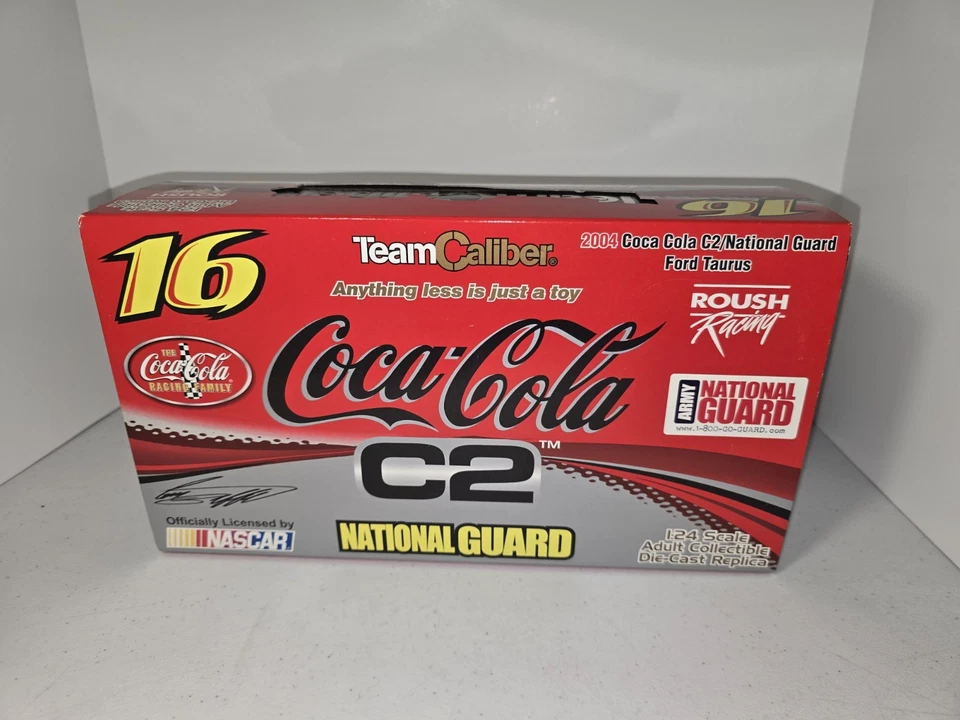 16
TeamCaliber®
Anything less is just a toy
2004 Coca Cola C2/National Guard
Ford Taurus
ROUSH
Racing
THE
Coca-Cola
RACING FAMILY
Coca-Cola
C2™
ARMY
NATIONAL
GUARD
www.1-800-GO-GUARD.com
Officially Licensed by
NASCAR
NATIONAL GUARD
1:24 Scale
Adult Collectible
Die-Cast Replica
16